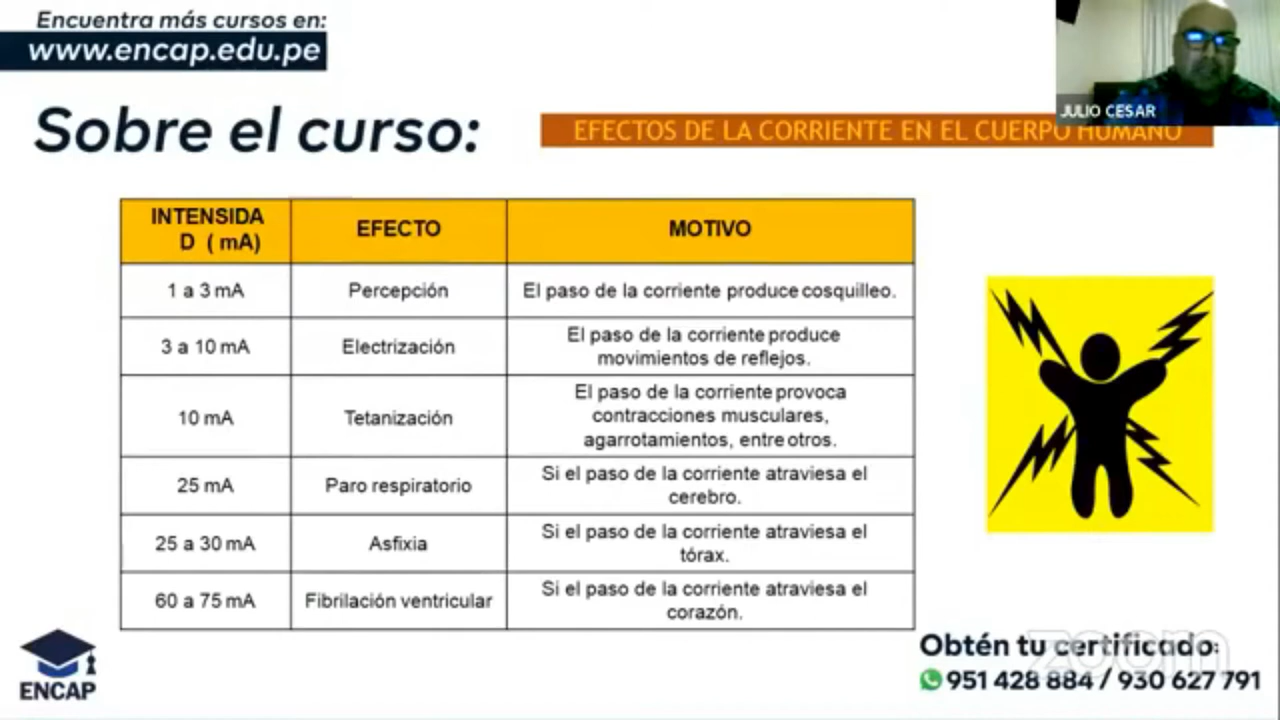 Encuentra más cursos en:
www.encap.edu.pe
JULIO CESAR
Sobre el curso:
EFECTOS DE LA CORRIENTE EN EL CUERPO HUMANO
INTENSIDA
D ( mA)
EFECTO
MOTIVO
1 a 3 mA
Percepción
El paso de la corriente produce cosquilleo.
3 a 10 mA
Electrización
El paso de la corriente produce
movimientos de reflejos.
10 mA
Tetanización
El paso de la corriente provoca
contracciones musculares,
agarrotamientos, entre otros.
25 mA
Paro respiratorio
Si el paso de la corriente atraviesa el
cerebro.
25 a 30 mA
Asfixia
Si el paso de la corriente atraviesa el
tórax.
60 a 75 mA
Fibrilación ventricular
Si el paso de la corriente atraviesa el
corazón.
ENCAP
Obtén tu certificado:
zoom
951 428 884 / 930 627 791